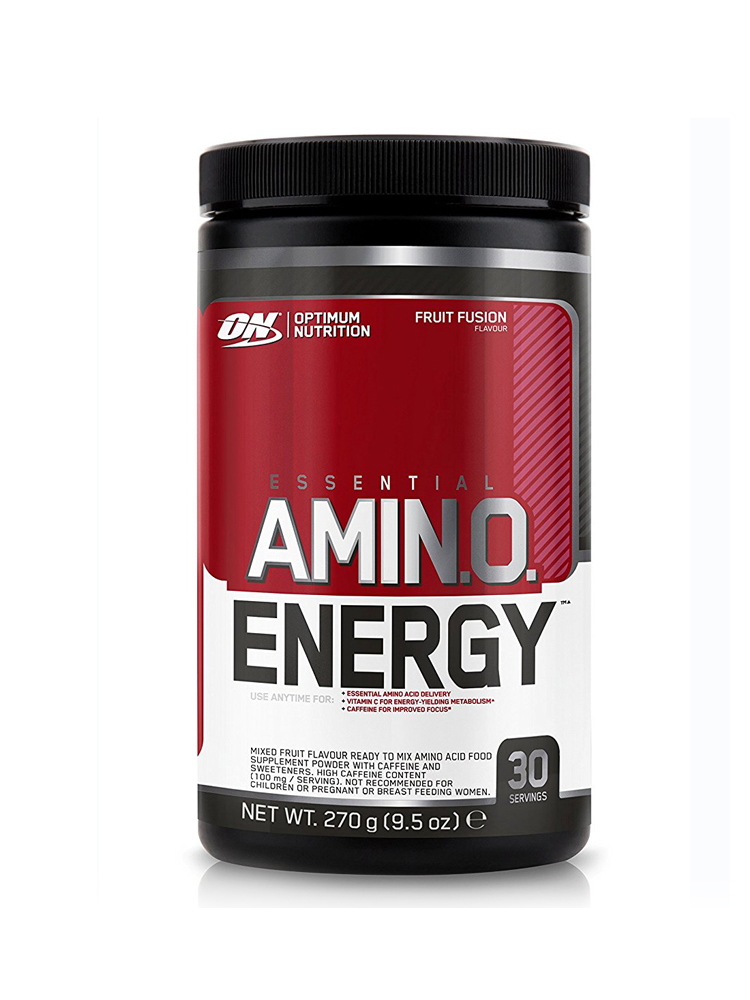 ON OPTIMUM
NUTRITION
FRUIT FUSION
FLAVOUR
ESSENTIAL
AMIN.O.
ENERGY™
USE ANYTIME FOR:
+ ESSENTIAL AMINO ACID DELIVERY
+ VITAMIN C FOR ENERGY-YIELDING METABOLISM^
+ CAFFEINE FOR IMPROVED FOCUS*
MIXED FRUIT FLAVOUR READY TO MIX AMINO ACID FOOD
SUPPLEMENT POWDER WITH CAFFEINE AND
SWEETENERS. HIGH CAFFEINE CONTENT
(100 mg / SERVING). NOT RECOMMENDED FOR
CHILDREN OR PREGNANT OR BREAST FEEDING WOMEN.
30
SERVINGS
NET WT. 270 g (9.5 oz) ℮